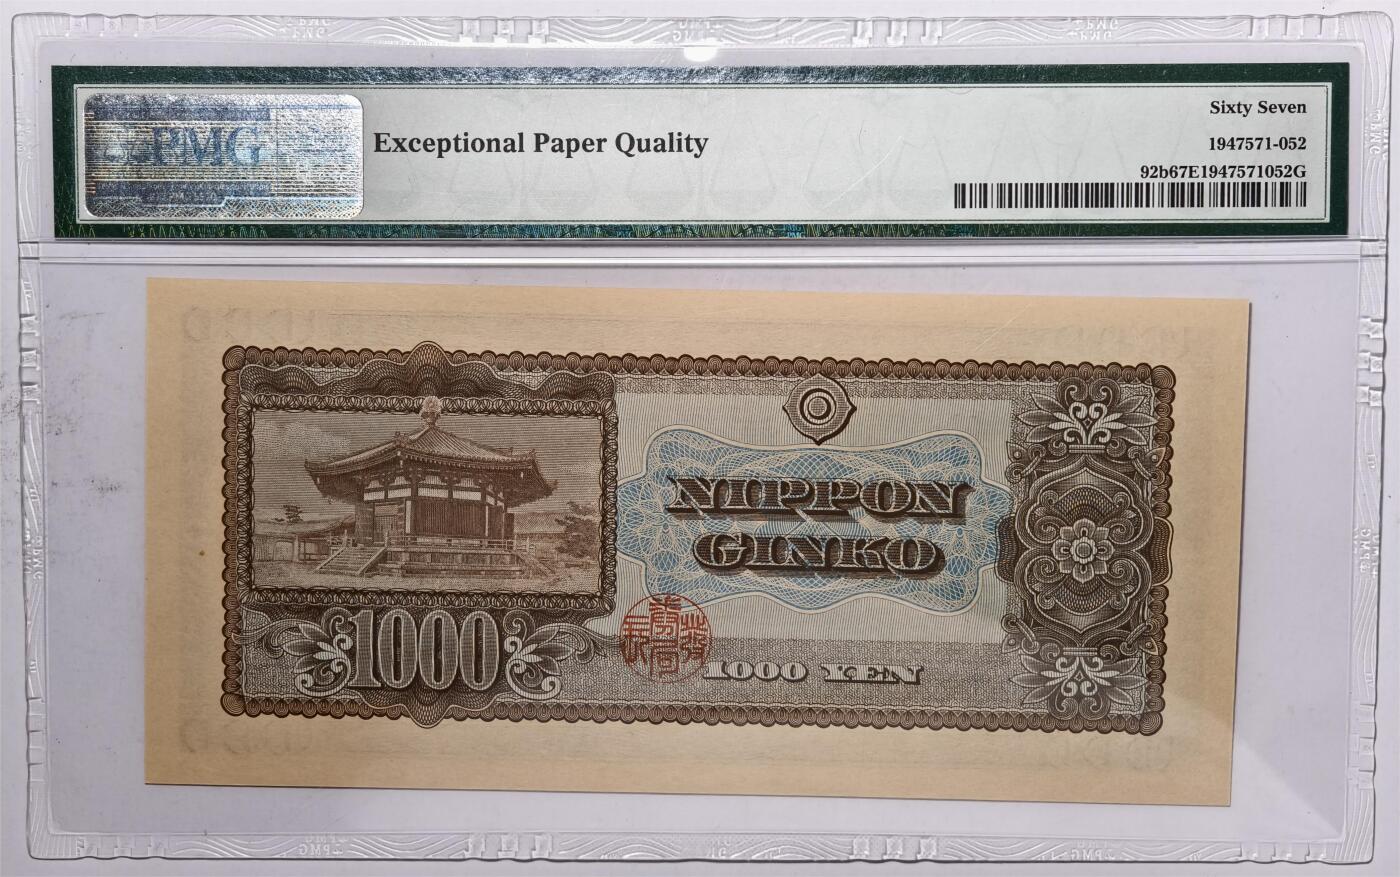 PMG
Exceptional Paper Quality
Sixty Seven
1947571-052
92b67E1947571052G
NIPPON
GINKO
1000
1000 YEN